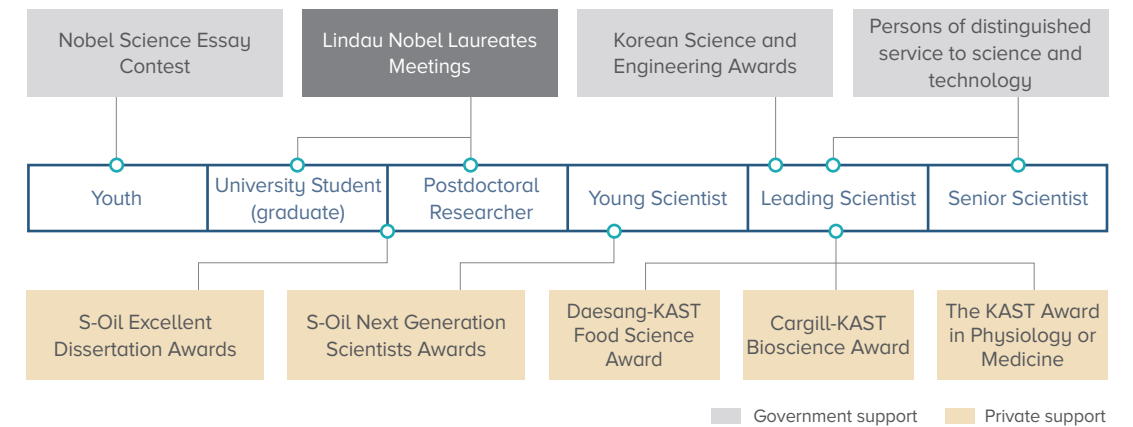 Nobel Science Essay
Contest
Lindau Nobel Laureates
Meetings
Korean Science and
Engineering Awards
Persons of distinguished
service to science and
technology
Youth
University Student
(graduate)
Postdoctoral
Researcher
Young Scientist
Leading Scientist
Senior Scientist
S-Oil Excellent
Dissertation Awards
S-Oil Next Generation
Scientists Awards
Daesang-KAST
Food Science
Award
Cargill-KAST
Bioscience Award
The KAST Award
in Physiology or
Medicine
Government support
Private support